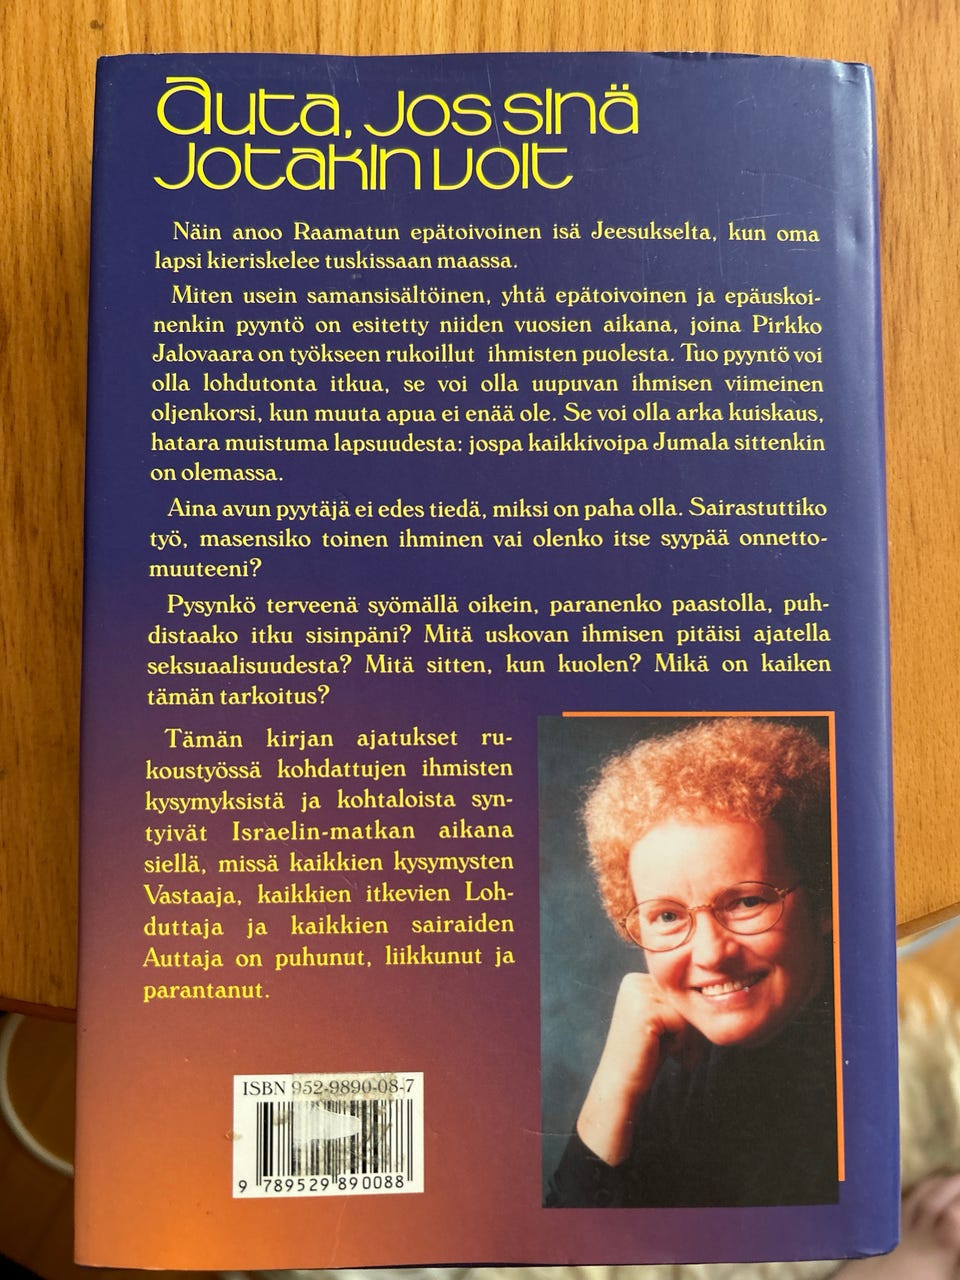 Auta, jos sinä
jotakin voit
Näin anoo Raamatun epätoivoinen isä Jeesukselta, kun oma
lapsi kieriskelee tuskissaan maassa.
Miten usein samansisältöinen, yhtä epätoivoinen ja epäuskoi-
nenkin pyyntö on esitetty niiden vuosien aikana, joina Pirkko
Jalovaara on työkseen rukoillut ihmisten puolesta. Tuo pyyntö voi
olla lohdutonta itkua, se voi olla uupuvan ihmisen viimeinen
oljenkorsi, kun muuta apua ei enää ole. Se voi olla arka kuiskaus,
hatara muistuma lapsuudesta: jospa kaikkivoipa Jumala sittenkin
on olemassa.
Aina avun pyytäjä ei edes tiedä, miksi on paha olla. Sairastuttiko
työ, masensiko toinen ihminen vai olenko itse syypää onnetto-
muuteeni?
Pysynkö terveenä syömällä oikein, paranenko paastolla, puh-
distaako itku sisinpäni? Mitä uskovan ihmisen pitäisi ajatella
seksuaalisuudesta? Mitä sitten, kun kuolen? Mikä on kaiken
tämän tarkoitus?
Tämän kirjan ajatukset ru-
koustyössä kohdattujen ihmisten
kysymyksistä ja kohtaloista syn-
tyivät Israelin-matkan aikana
siellä, missä kaikkien kysymysten
Vastaaja, kaikkien itkevien Loh-
duttaja ja kaikkien sairaiden
Auttaja on puhunut, liikkunut ja
parantanut.
ISBN 952-9890-08-7
9 789529 890088